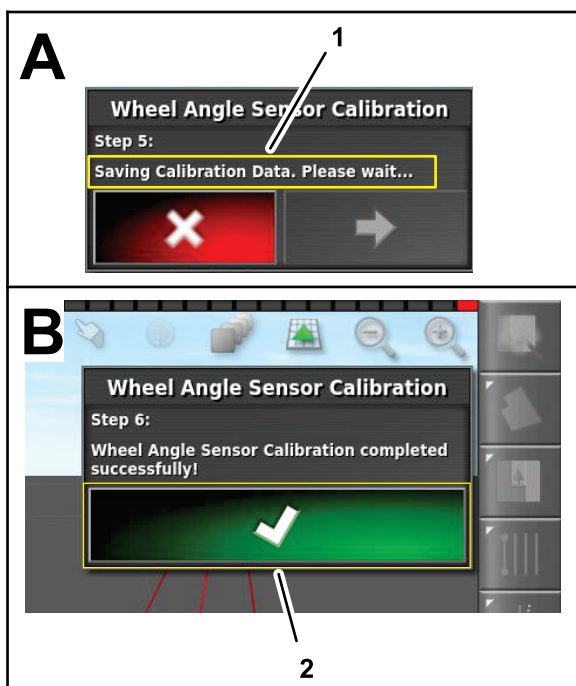 A
1
Wheel Angle Sensor Calibration
Step 5:
Saving Calibration Data. Please wait...
B
Wheel Angle Sensor Calibration
Step 6:
Wheel Angle Sensor Calibration completed
successfully!
2